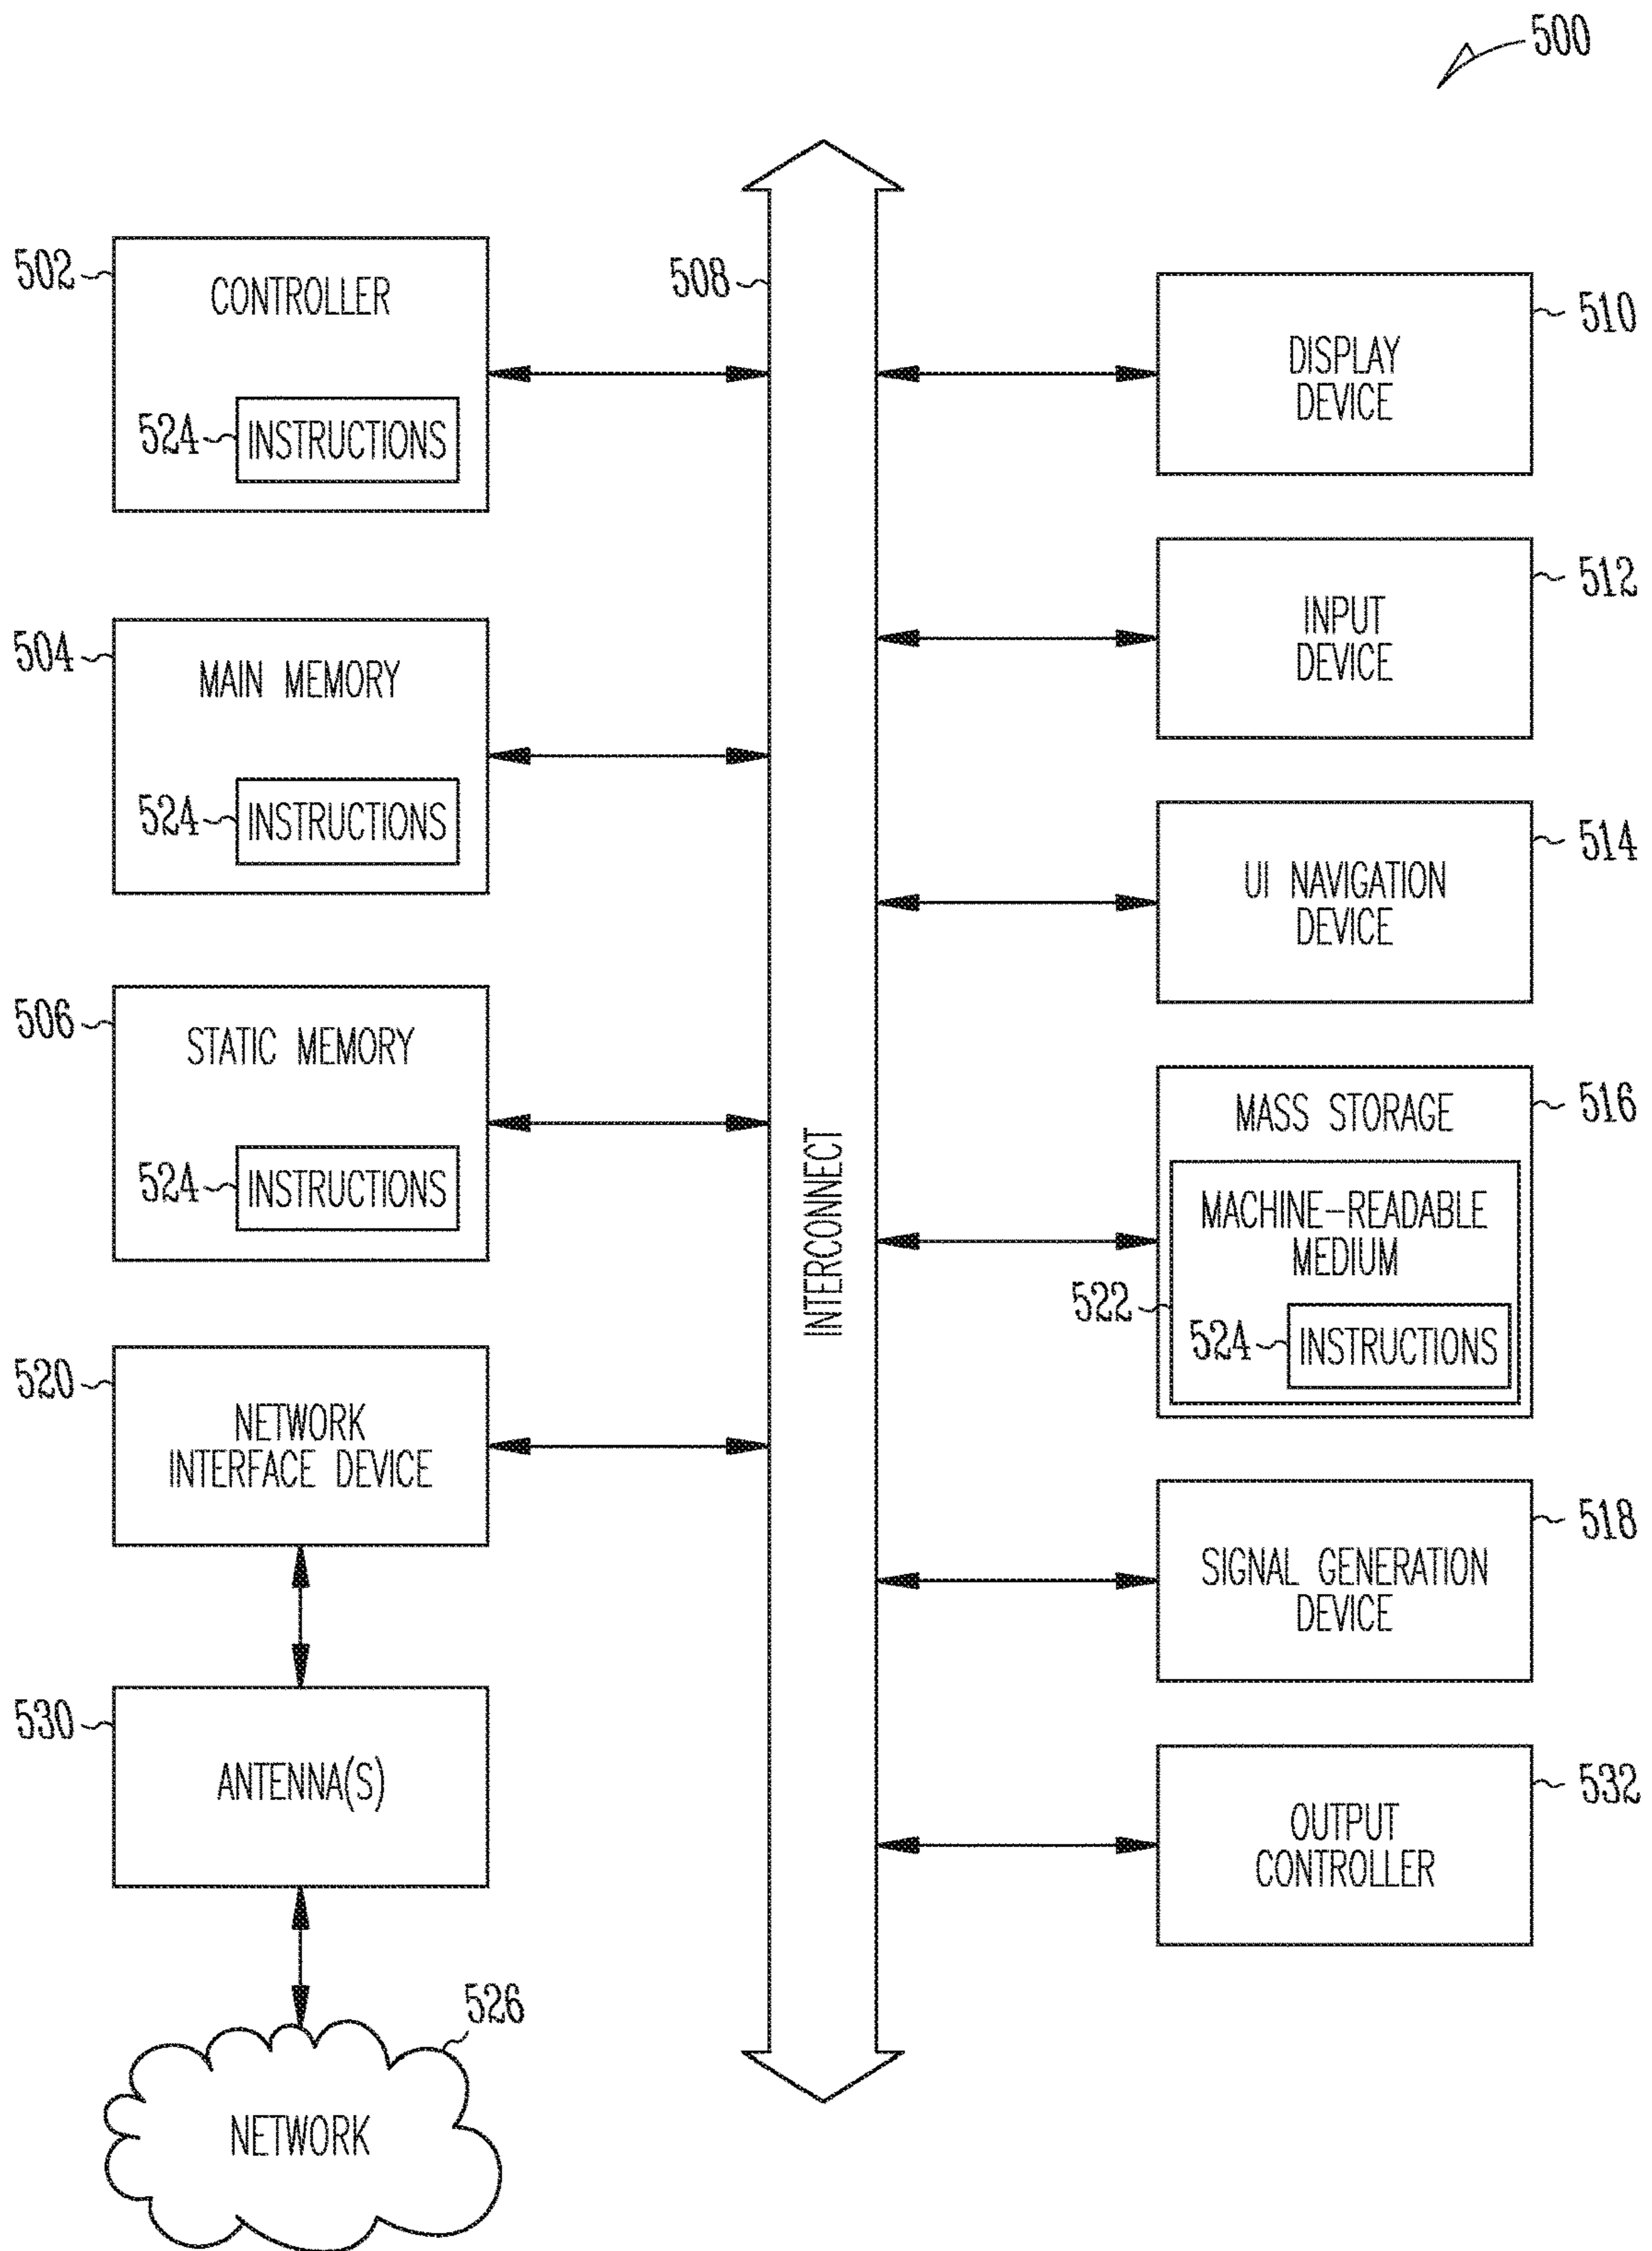 500
502
CONTROLLER
524
INSTRUCTIONS
504
MAIN MEMORY
524
INSTRUCTIONS
506
STATIC MEMORY
524
INSTRUCTIONS
520
NETWORK
INTERFACE DEVICE
530
ANTENNA(S)
526
NETWORK
508
INTERCONNECT
510
DISPLAY
DEVICE
512
INPUT
DEVICE
514
UI NAVIGATION
DEVICE
516
MASS STORAGE
MACHINE-READABLE
MEDIUM
522
524
INSTRUCTIONS
518
SIGNAL GENERATION
DEVICE
532
OUTPUT
CONTROLLER